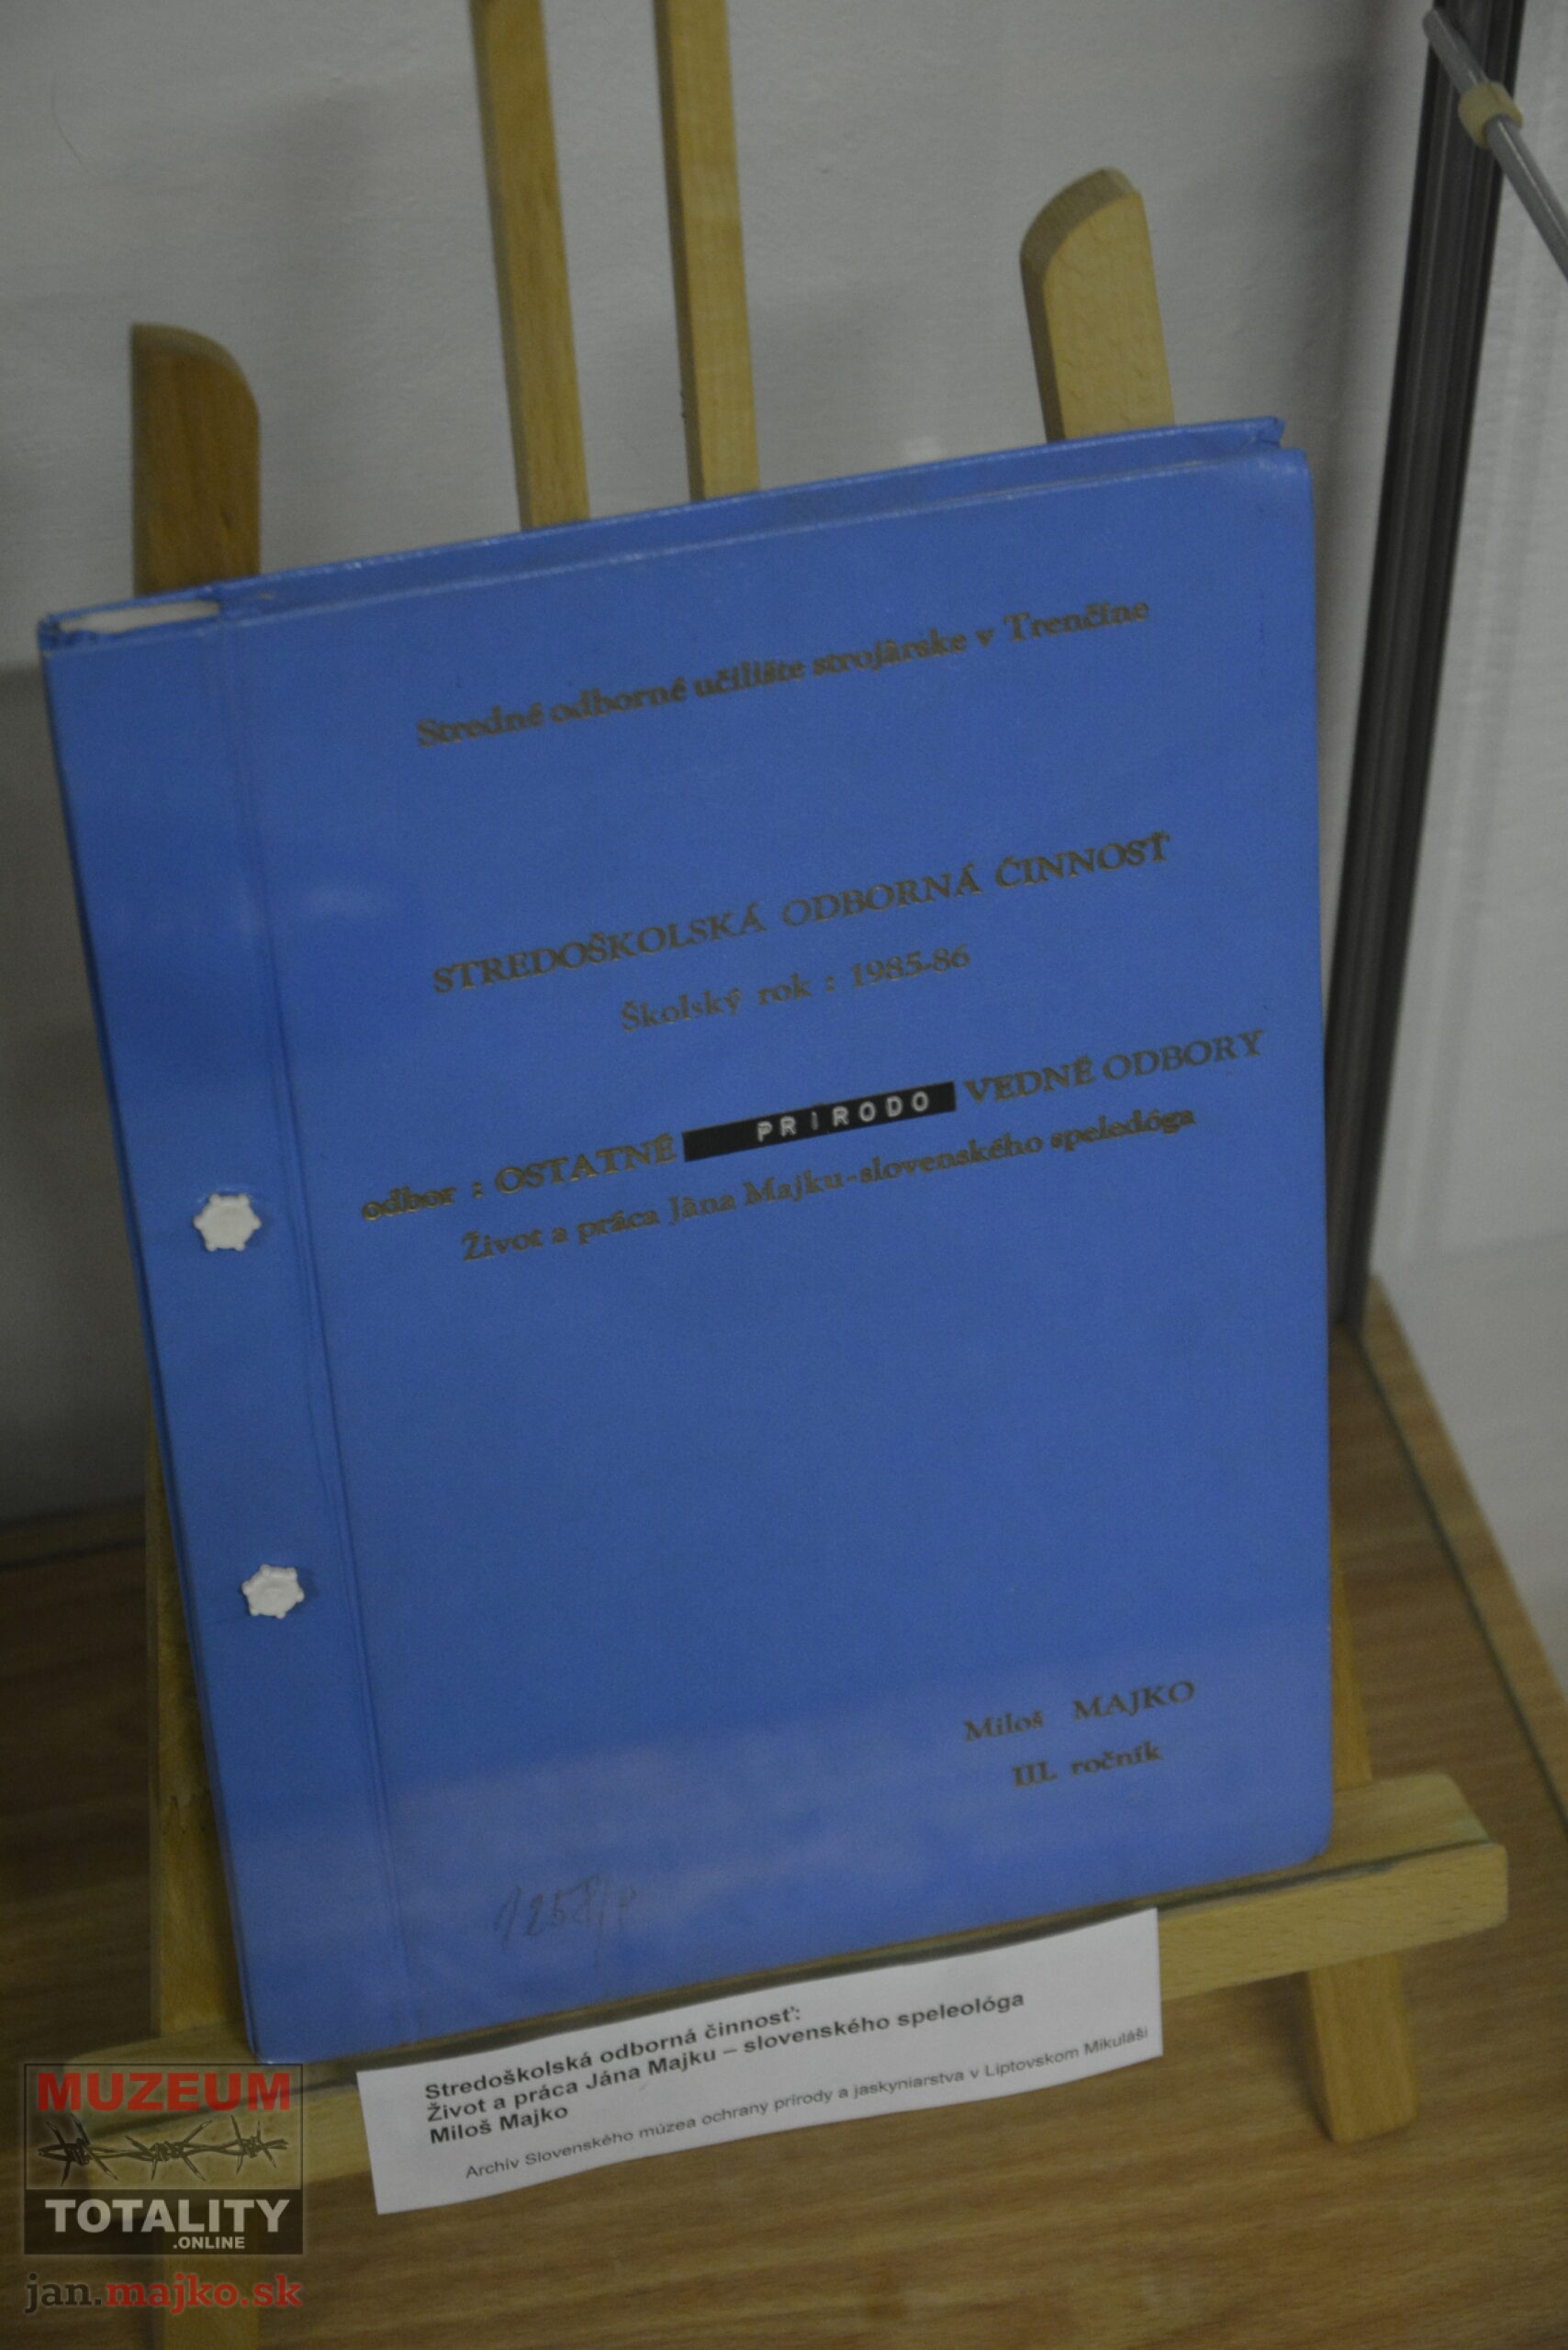 Stredné odborné učilište strojárske v Trenčíne
STREDOŠKOLSKÁ ODBORNÁ ČINNOSŤ
Školský rok : 1985-86
odbor : OSTATNÉ PRÍRODO VEDNÉ ODBORY
Život a práca Jána Majku-slovenského speledóga
Miloš MAJKO
III. ročník
Stredoškolská odborná činnosť:
Život a práca Jána Majku – slovenského speleológa
Miloš Majko
Archív Slovenského múzea ochrany prírody a jaskyniarstva v Liptovskom Mikuláši
MUZEUM
TOTALITY
.ONLINE
jan.majko.sk